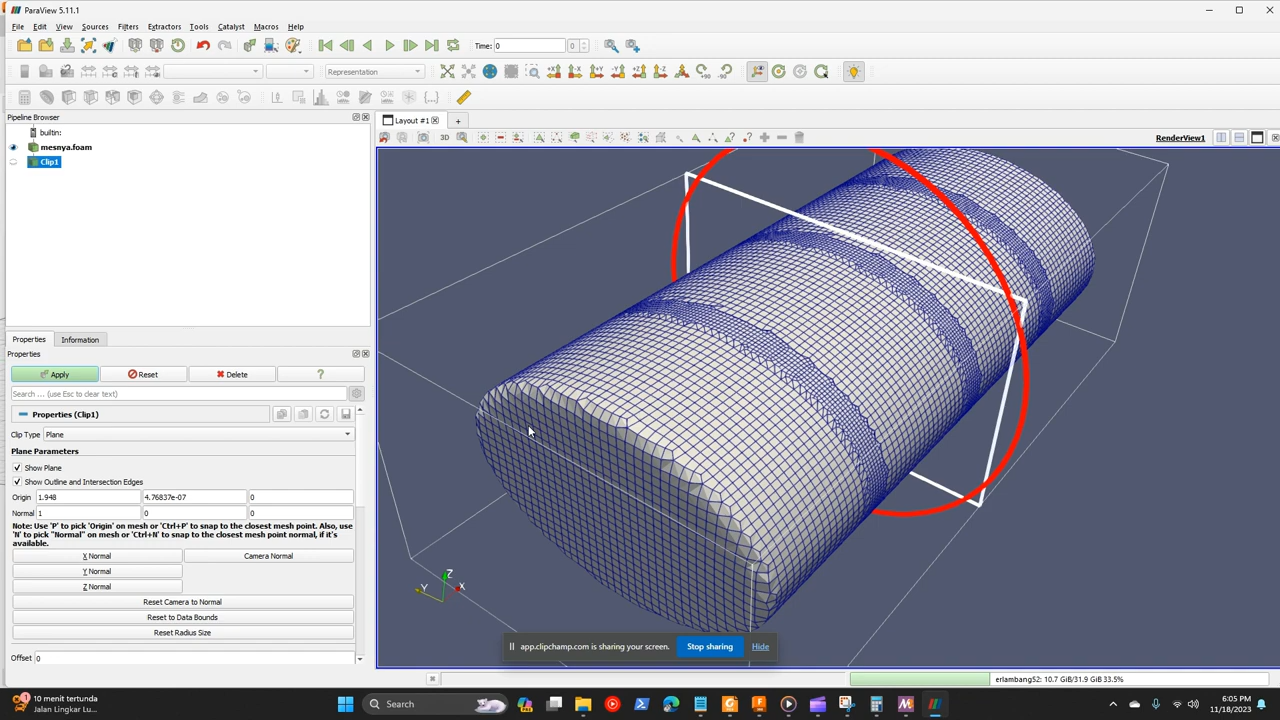 ParaView 5.11.1
File Edit View Sources Filters Extractors Tools Catalyst Macros Help
Time: 0 0
Representation
Pipeline Browser
Layout #1 +
builtin:
mesnya.foam
Clip1
3D
RenderView1
Properties Information
Properties
Apply Reset Delete ?
Search ... (use Esc to clear text)
Properties (Clip1)
Clip Type Plane
Plane Parameters
Show Plane
Show Outline and Intersection Edges
Origin 1.948 4.76837e-07 0
Normal 1 0 0
Note: Use 'P' to pick 'Origin' on mesh or 'Ctrl+P' to snap to the closest mesh point. Also, use
'N' to pick "Normal" on mesh or 'Ctrl+N' to snap to the closest mesh point normal, if it's
available.
X Normal Camera Normal
Y Normal
Z Normal
Reset Camera to Normal
Reset to Data Bounds
Reset Radius Size
Offset 0
Z
Y X
app.clipchamp.com is sharing your screen. Stop sharing Hide
erlambang52: 10.7 GiB/31.9 GiB 33.5%
10 menit tertunda
Jalan Lingkar Lu...
Search
6:05 PM
11/18/2023